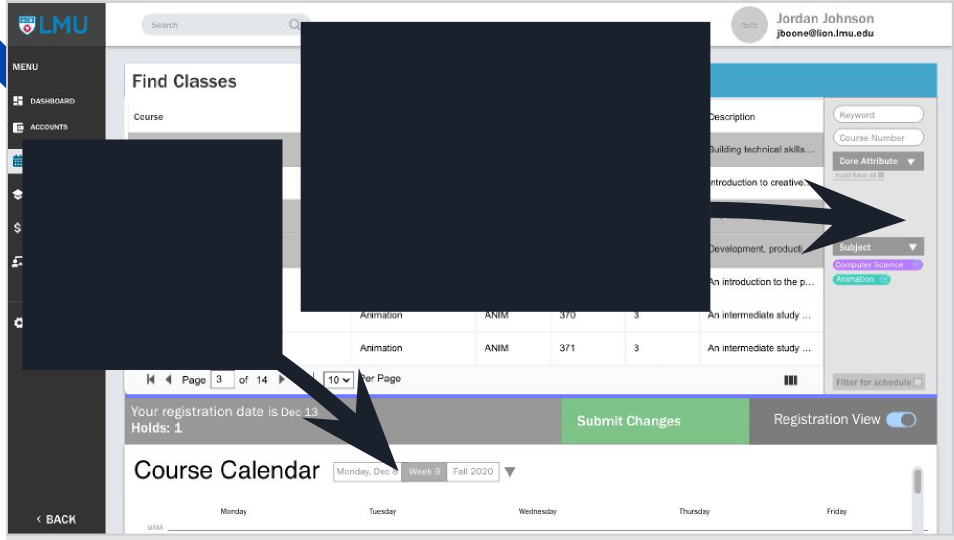 LMU
Search
Jordan Johnson
jboone@lion.lmu.edu
MENU
DASHBOARD
ACCOUNTS
< BACK
Find Classes
Course
Description
Building technical skills...
Introduction to creative...
Development, producti...
An introduction to the p...
Animation ANIM 370 3 An intermediate study ...
Animation ANIM 371 3 An intermediate study ...
Page 3 of 14
10 Per Page
Keyword
Course Number
Core Attribute
must have all
Subject
Computer Science
Animation
Filter for schedule
Your registration date is Dec 13
Holds: 1
Submit Changes
Registration View
Course Calendar
Monday, Dec Week 9 Fall 2020
Monday Tuesday Wednesday Thursday Friday
9AM